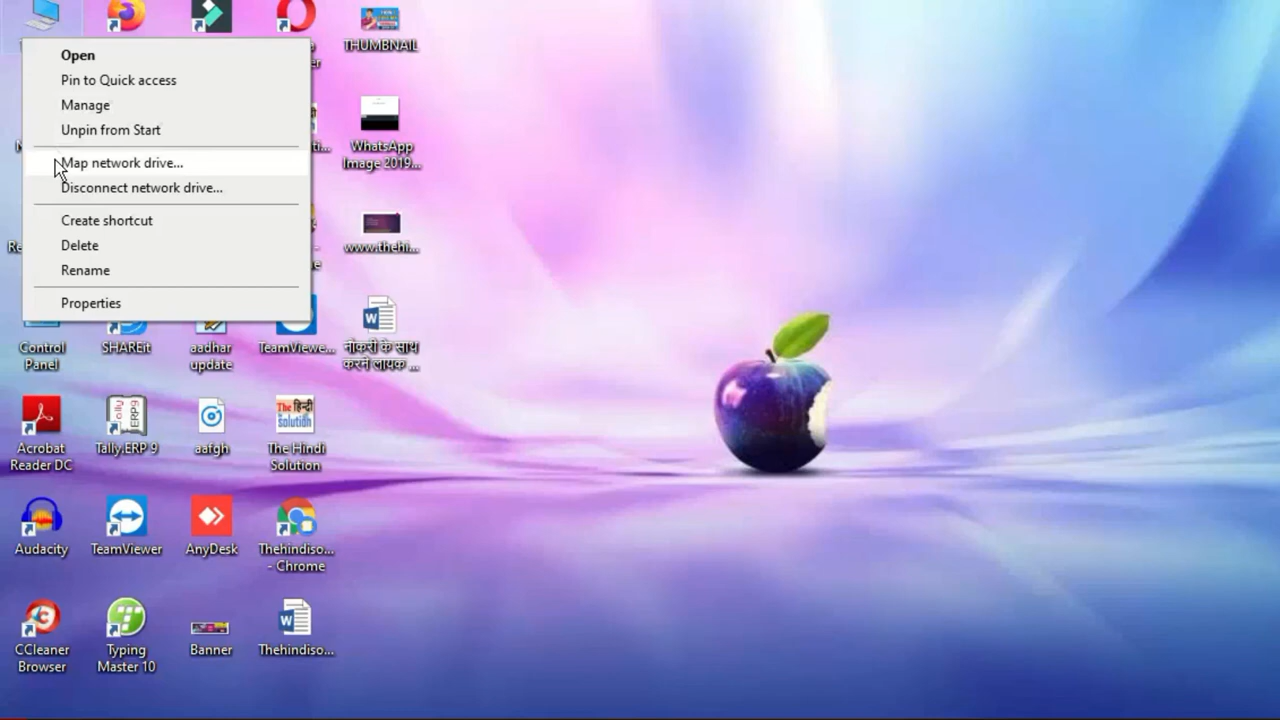 Open
Pin to Quick access
Manage
Unpin from Start
Map network drive...
Disconnect network drive...
Create shortcut
Delete
Rename
Properties
THUMBNAIL
WhatsApp
Image 2019...
www.thehi...
Control
Panel
SHAREit
aadhar
update
TeamViewe...
नौकरी के साथ
करने लायक ...
Acrobat
Reader DC
Tally.ERP 9
aafgh
The हिन्दी
solution
The Hindi
Solution
Audacity
TeamViewer
AnyDesk
Thehindiso...
- Chrome
CCleaner
Browser
Typing
Master 10
Banner
Thehindiso...